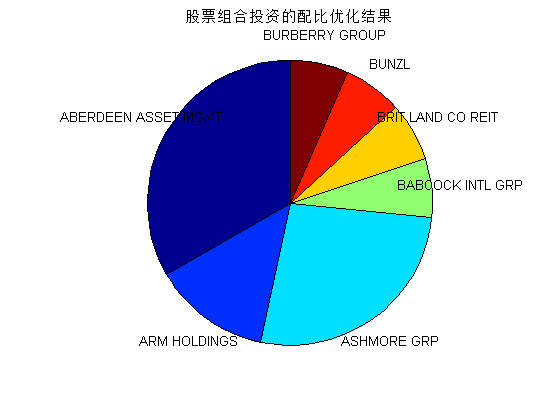 股票组合投资的配比优化结果
BURBERRY GROUP
BUNZL
ABERDEEN ASSET MGMT
BRIT LAND CO REIT
BABCOCK INTL GRP
ARM HOLDINGS
ASHMORE GRP